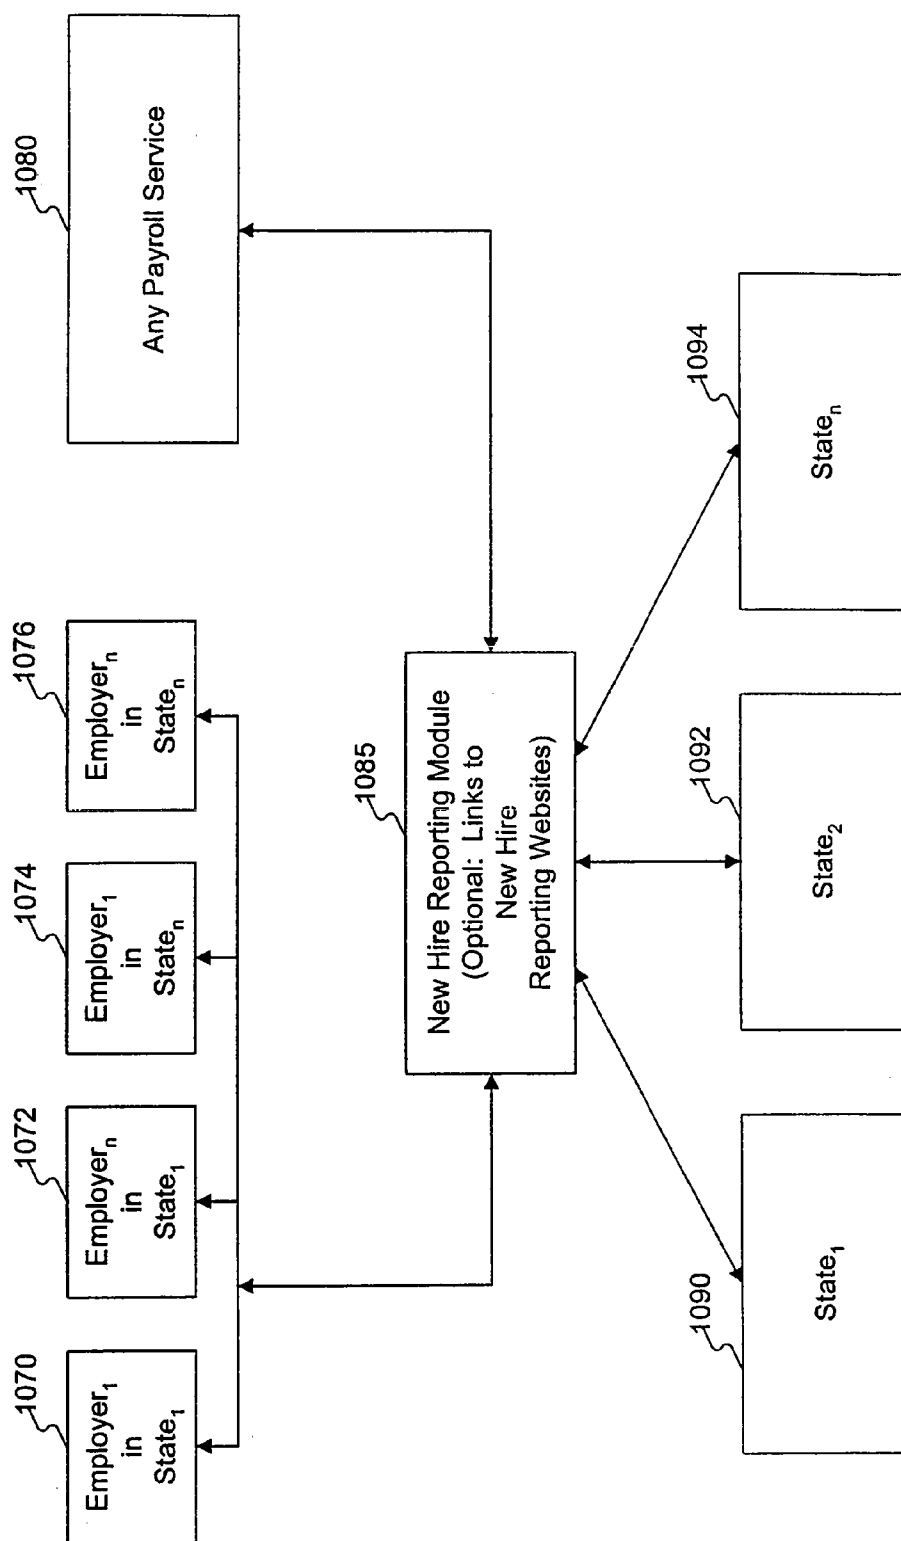 1070
Employer₁
in
State₁
1072
Employerₙ
in
State₁
1074
Employer₁
in
Stateₙ
1076
Employerₙ
in
Stateₙ
1080
Any Payroll Service
1085
New Hire Reporting Module
(Optional: Links to
New Hire
Reporting Websites)
1090
State₁
1092
State₂
1094
Stateₙ